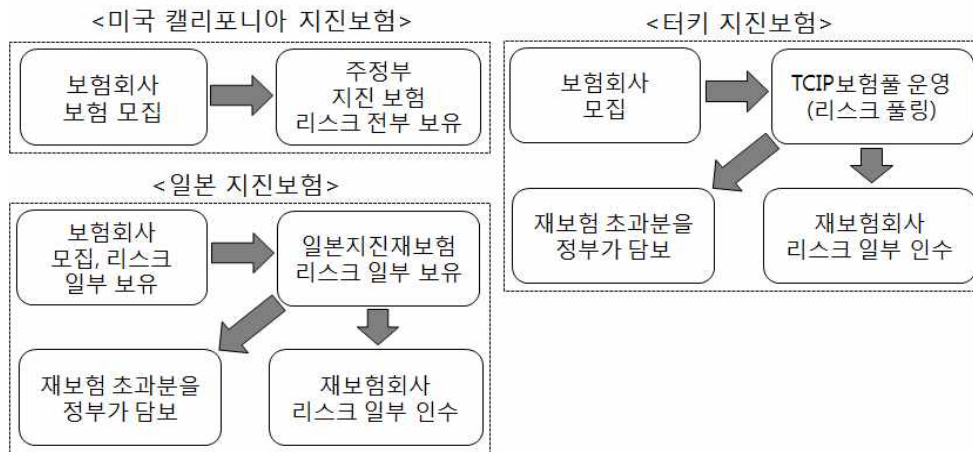 <미국 캘리포니아 지진보험>
보험회사
보험 모집
주정부
지진 보험
리스크 전부 보유
<일본 지진보험>
보험회사
모집, 리스크
일부 보유
일본지진재보험
리스크 일부 보유
재보험 초과분을
정부가 담보
재보험회사
리스크 일부 인수
<터키 지진보험>
보험회사
모집
TCIP보험풀 운영
(리스크 풀링)
재보험 초과분을
정부가 담보
재보험회사
리스크 일부 인수